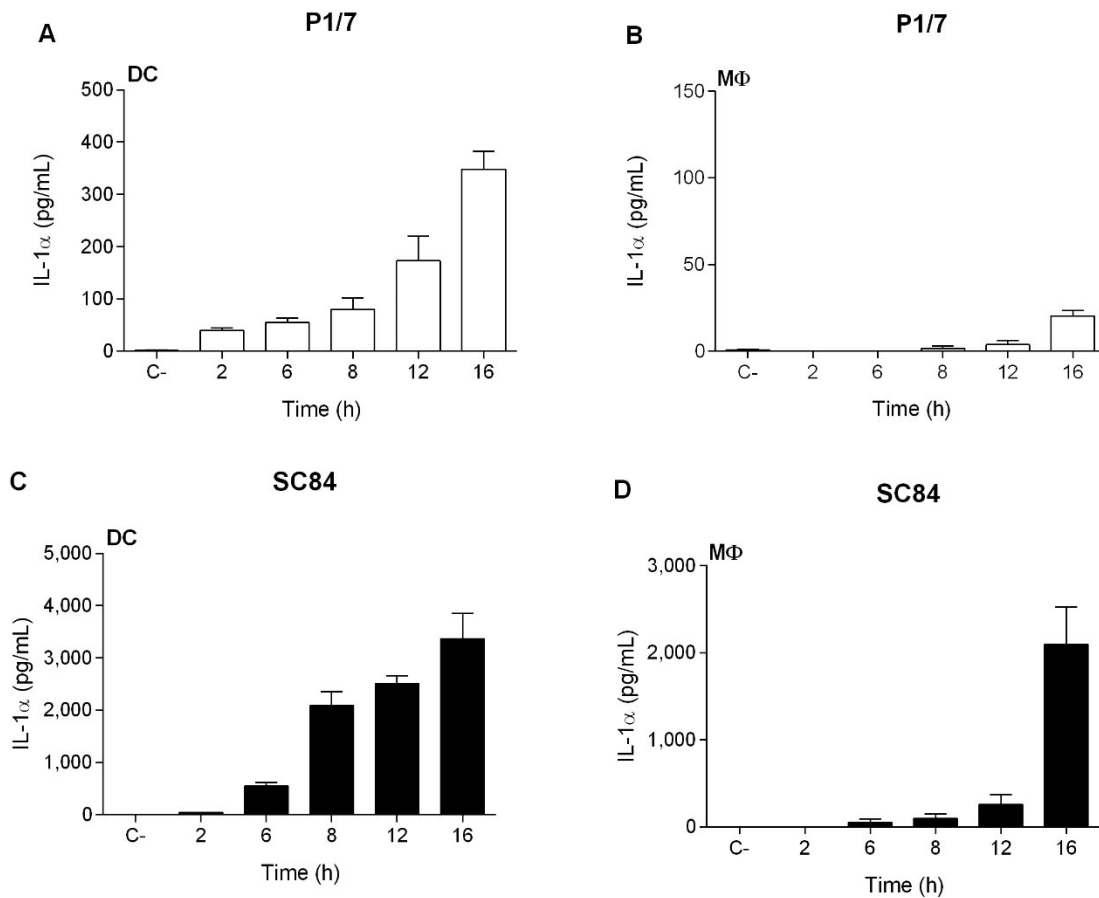 A
P1/7
DC
500
400
300
200
100
0
IL-1α (pg/mL)
C- 2 6 8 12 16
Time (h)
B
P1/7
MΦ
150
100
50
0
IL-1α (pg/mL)
C- 2 6 8 12 16
Time (h)
C
SC84
DC
5,000
4,000
3,000
2,000
1,000
0
IL-1α (pg/mL)
C- 2 6 8 12 16
Time (h)
D
SC84
MΦ
3,000
2,000
1,000
0
IL-1α (pg/mL)
C- 2 6 8 12 16
Time (h)